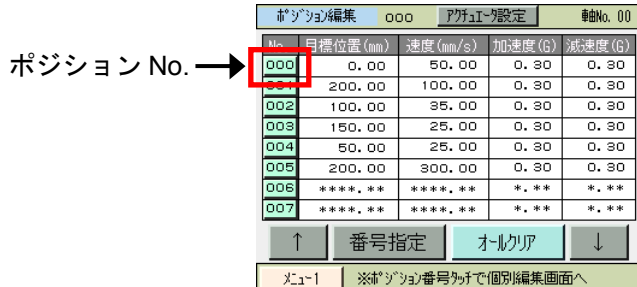 ポジション編集 000 アクチュエータ設定 軸No. 00
ポジション No.
No. 目標位置(mm) 速度(mm/s) 加速度(G) 減速度(G)
000 0.00 50.00 0.30 0.30
001 200.00 100.00 0.30 0.30
002 100.00 35.00 0.30 0.30
003 150.00 25.00 0.30 0.30
004 50.00 25.00 0.30 0.30
005 200.00 300.00 0.30 0.30
006 ****.** ****.** *.** *.**
007 ****.** ****.** *.** *.**
↑ 番号指定 オールクリア ↓
メニュー1 ※ポジション番号タッチで個別編集画面へ